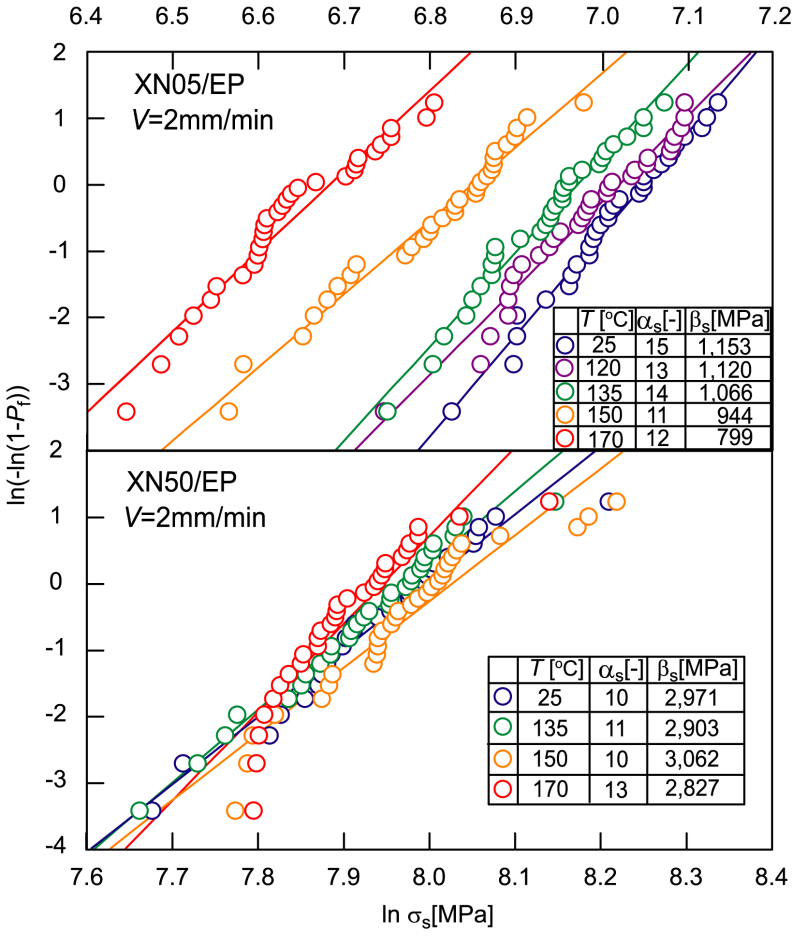 6.4 6.5 6.6 6.7 6.8 6.9 7.0 7.1 7.2
XN05/EP
V=2mm/min
2
1
0
-1
-2
-3
T [°C] αs[-] βs[MPa]
25 15 1,153
120 13 1,120
135 14 1,066
150 11 944
170 12 799
ln(-ln(1-Pf))
XN50/EP
V=2mm/min
2
1
0
-1
-2
-3
-4
T [°C] αs[-] βs[MPa]
25 10 2,971
135 11 2,903
150 10 3,062
170 13 2,827
7.6 7.7 7.8 7.9 8.0 8.1 8.2 8.3 8.4
ln σs[MPa]